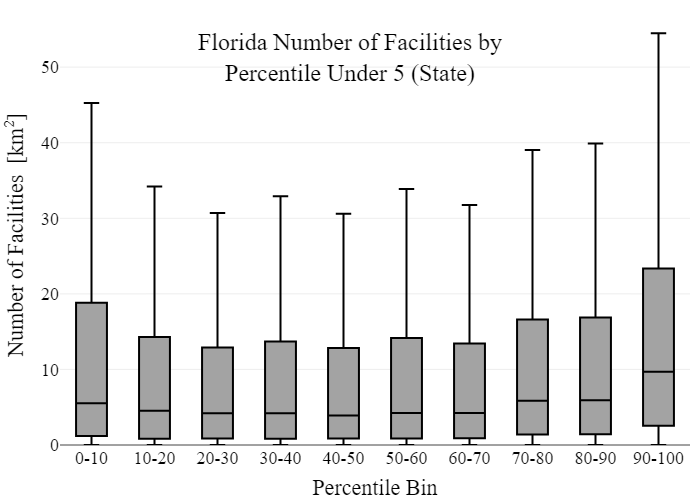 Florida Number of Facilities by
Percentile Under 5 (State)
Number of Facilities [km²]
50
40
30
20
10
0
0-10 10-20 20-30 30-40 40-50 50-60 60-70 70-80 80-90 90-100
Percentile Bin